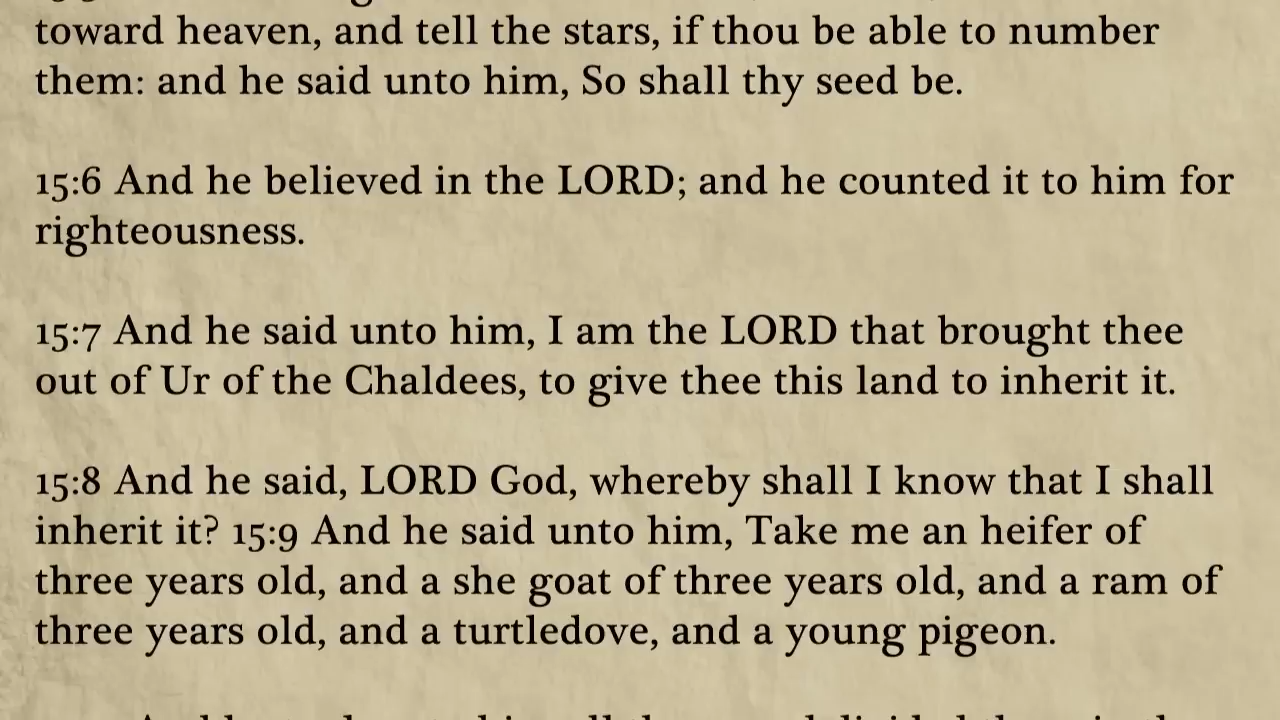 toward heaven, and tell the stars, if thou be able to number
them: and he said unto him, So shall thy seed be.
15:6 And he believed in the LORD; and he counted it to him for
righteousness.
15:7 And he said unto him, I am the LORD that brought thee
out of Ur of the Chaldees, to give thee this land to inherit it.
15:8 And he said, LORD God, whereby shall I know that I shall
inherit it? 15:9 And he said unto him, Take me an heifer of
three years old, and a she goat of three years old, and a ram of
three years old, and a turtledove, and a young pigeon.